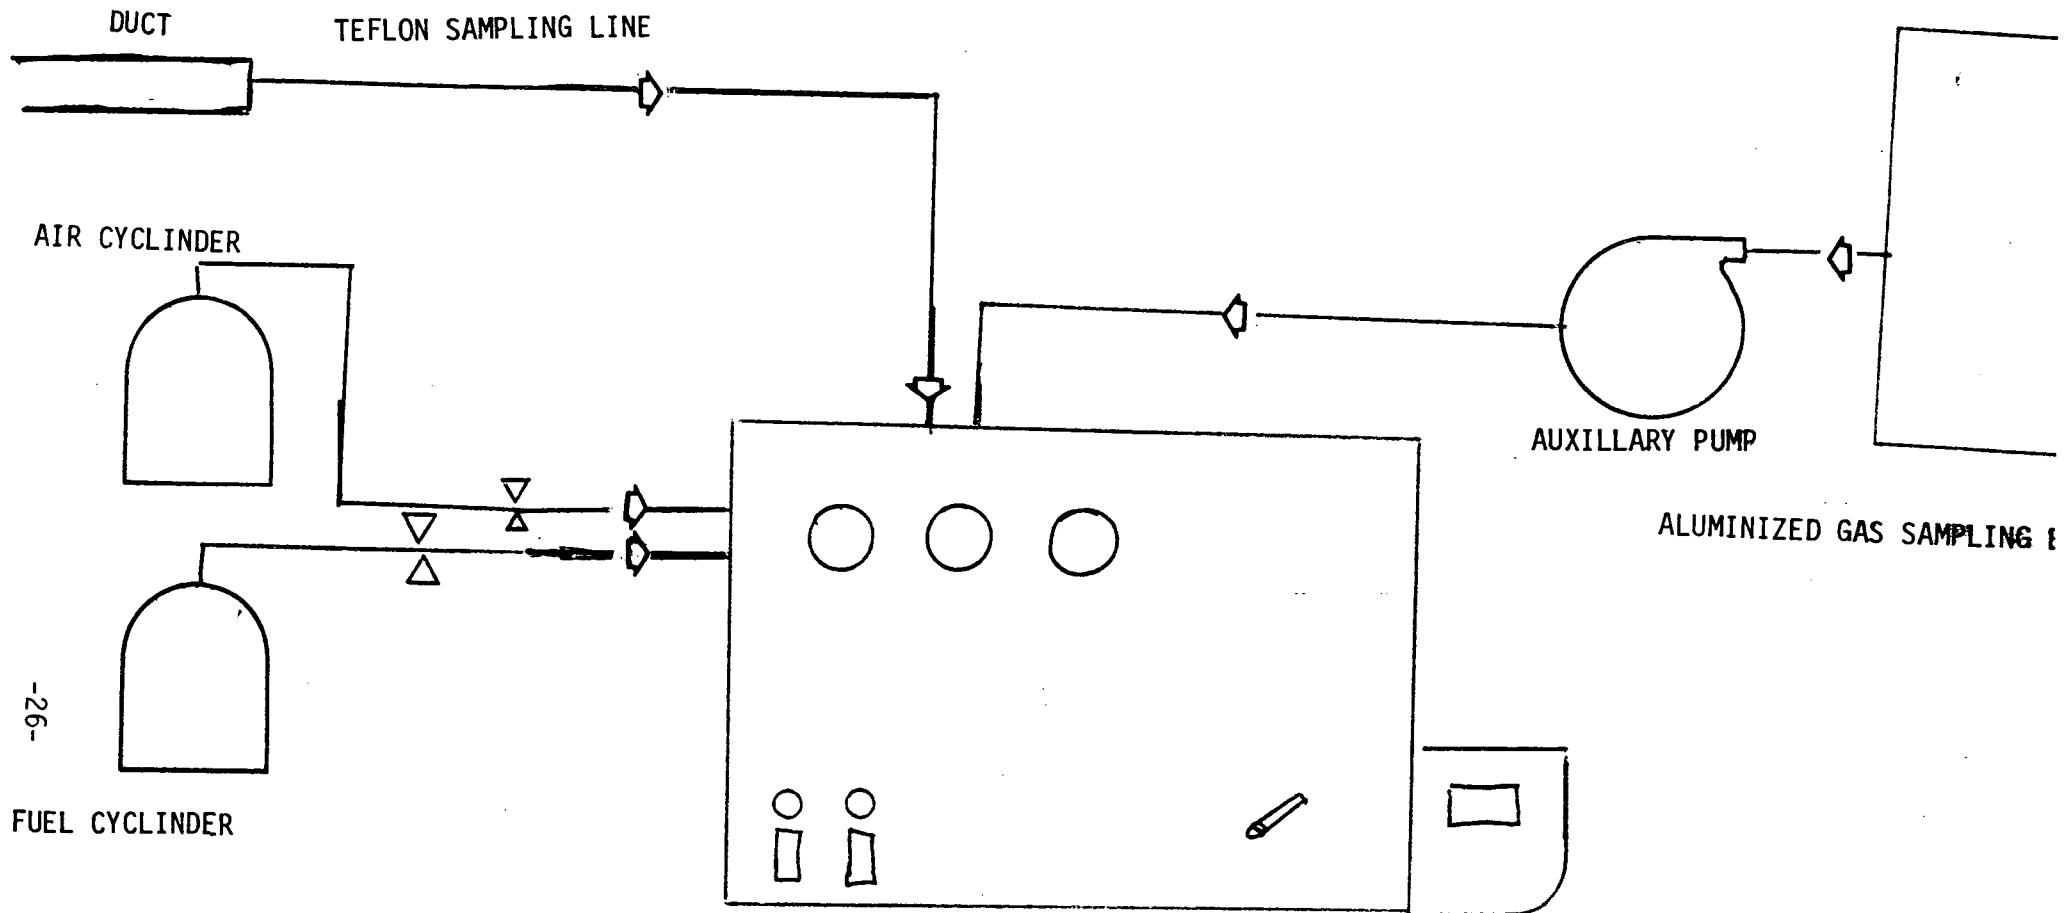 DUCT
TEFLON SAMPLING LINE
AIR CYCLINDER
AUXILLARY PUMP
ALUMINIZED GAS SAMPLING
-26-
FUEL CYCLINDER